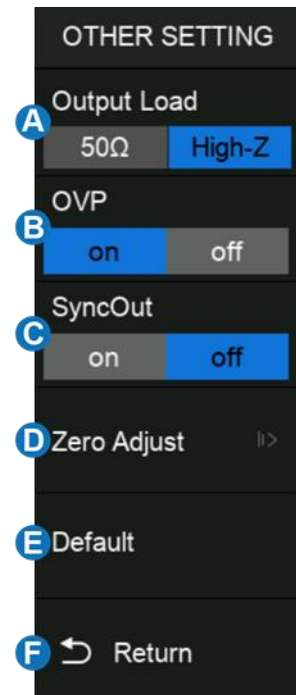 OTHER SETTING
Output Load
A
50Ω High-Z
OVP
B
on off
SyncOut
C
on off
D Zero Adjust
E Default
F Return